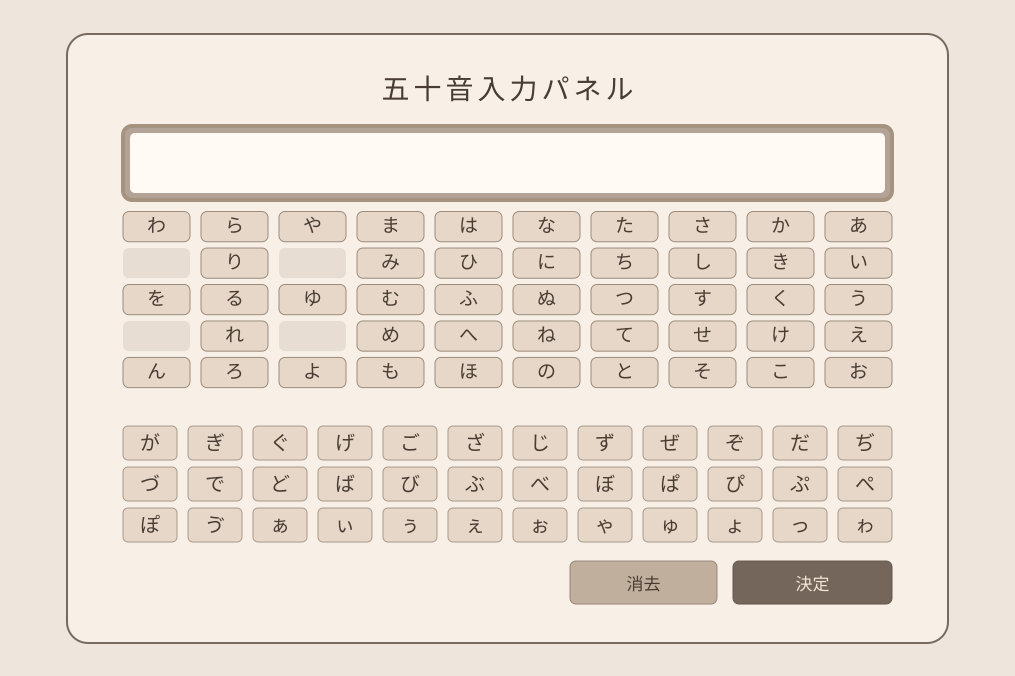 五十音入力パネル
わ ら や ま は な た さ か あ
り み ひ に ち し き い
を る ゆ む ふ ぬ つ す く う
れ め へ ね て せ け え
ん ろ よ も ほ の と そ こ お
が ぎ ぐ げ ご ざ じ ず ぜ ぞ だ ぢ
づ で ど ば び ぶ べ ぼ ぱ ぴ ぷ ぺ
ぽ ゔ ぁ ぃ ぅ ぇ ぉ ゃ ゅ ょ っ ゎ
消去 決定